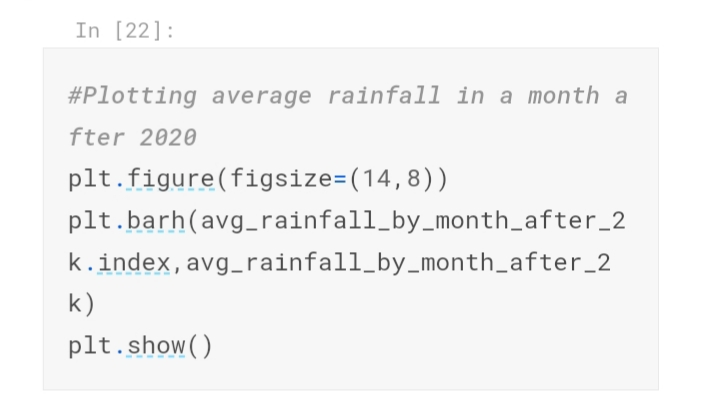 In [22]:
#Plotting average rainfall in a month a
fter 2020
plt.figure(figsize=(14,8))
plt.barh(avg_rainfall_by_month_after_2
k.index,avg_rainfall_by_month_after_2
k)
plt.show()